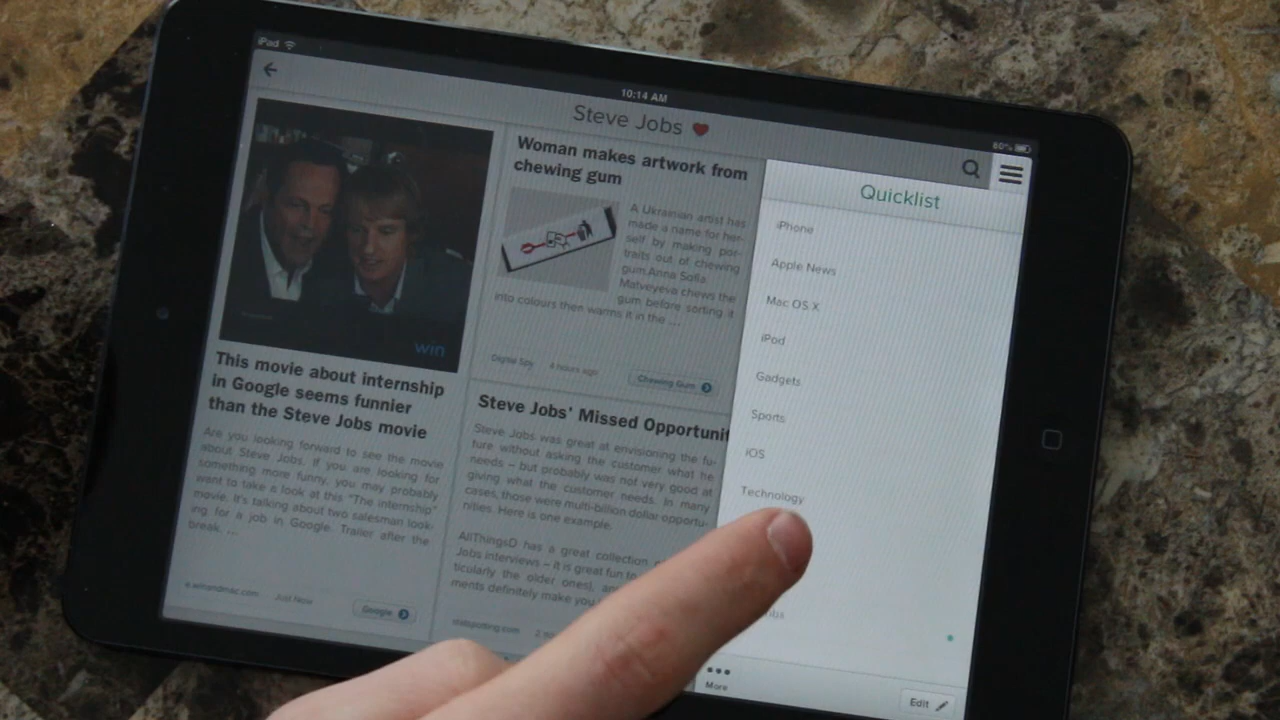 iPad
10:14 AM
60%
Steve Jobs
win
This movie about internship
in Google seems funnier
than the Steve Jobs movie
Are you looking forward to see the movie
about Steve Jobs. If you are looking for
something more funny, you may probably
want to take a look at this "The internship"
movie. It's talking about two salesman look-
ing for a job in Google. Trailer after the
break. ...
Just Now
Google
Woman makes artwork from
chewing gum
A Ukrainian artist has
made a name for her-
self by making por-
traits out of chewing
gum.Anna Sofia
Matveyeva chews the
gum before sorting it
into colours then warms it in the ....
Digital Spy
4 hours ago
Chewing Gum
Steve Jobs' Missed Opportunit
Steve Jobs was great at envisioning the fu-
ture without asking the customer what he
needs – but probably was not very good at
giving what the customer needs. In many
cases, those were multi-billion dollar opportu-
nities. Here is one example.
AllThingsD has a great collection
Jobs interviews – it is great fun to
ticularly the older ones), an
ments definitely make you
Quicklist
iPhone
Apple News
Mac OS X
iPod
Gadgets
Sports
iOS
Technology
More
Edit